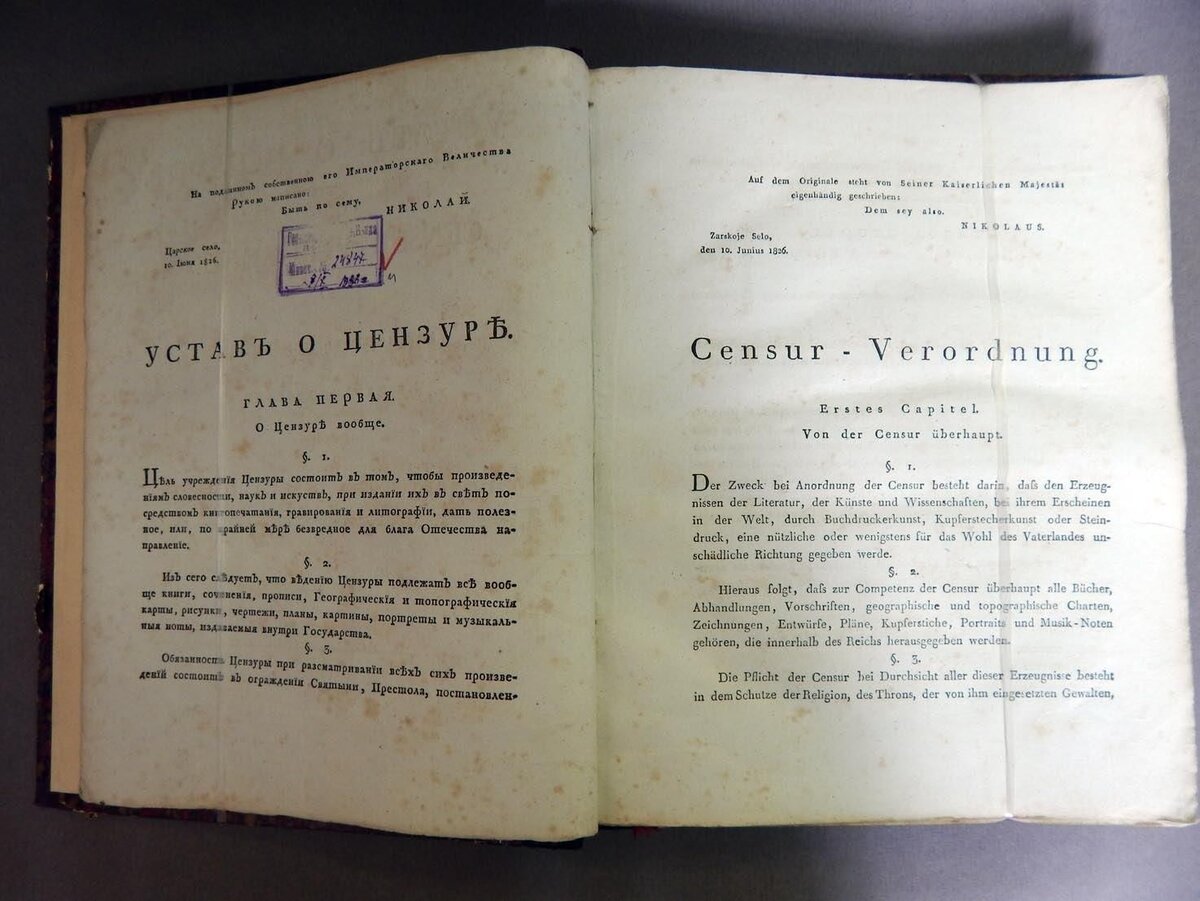 На подлинномъ собственною его Императорскаго Величества
Рукою написано:
Быть по сему,
НИКОЛАЙ.
Царское село,
10. Іюня 1826.
24847
УСТАВЪ О ЦЕНЗУРѢ.
ГЛАВА ПЕРВАЯ.
О Цензурѣ вообще.
§. 1.
Цѣль учрежденія Цензуры состоитъ въ томъ, чтобы произведе-
ніямъ словесности, наукъ и искуствъ, при изданіи ихъ въ свѣтъ по-
средствомъ книгопечатанія, гравированія и литографіи, дать полез-
ное, или, по крайней мѣрѣ безвредное для блага Отечества на-
правленіе.
§. 2.
Изъ сего слѣдуетъ, что вѣденію Цензуры подлежатъ всѣ вооб-
ще книги, сочиненія, прописи, Географическія и топографическія
карты, рисунки, чертежи, планы, картины, портреты и музыкаль-
ныя ноты, издаваемыя внутри Государства.
§. 3.
Обязанность Цензуры при разсматриваніи всѣхъ сихъ произве-
деній состоитъ въ огражденіи Святыни, Престола, постановлен-
Auf dem Originale steht von Seiner Kaiserlichen Majestäs
eigenhändig geschrieben;
Dem sey also.
NIKOLAUS.
Zarskoje Selo,
den 10. Junius 1826.
Censur - Verordnung.
Erstes Capitel.
Von der Censur überhaupt.
§. 1.
Der Zweck bei Anordnung der Censur besteht darin, daſs den Erzeug-
nissen der Literatur, der Künste und Wissenschaften, bei ihrem Erscheinen
in der Welt, durch Buchdruckerkunst, Kupferstecherkunst oder Stein-
druck, eine nützliche oder wenigstens für das Wohl des Vaterlandes un-
schädliche Richtung gegeben werde.
§. 2.
Hieraus folgt, daſs zur Competenz der Censur überhaupt alle Bücher,
Abhandlungen, Vorschriften, geographische und topographische Charten,
Zeichnungen, Entwürfe, Pläne, Kupferstiche, Portraits und Musik-Noten
gehören, die innerhalb des Reichs herausgegeben werden.
§. 3.
Die Pflicht der Censur bei Durchsicht aller dieser Erzeugnisse besteht
in dem Schutze der Religion, des Throns, der von ihm eingesetzten Gewalten,